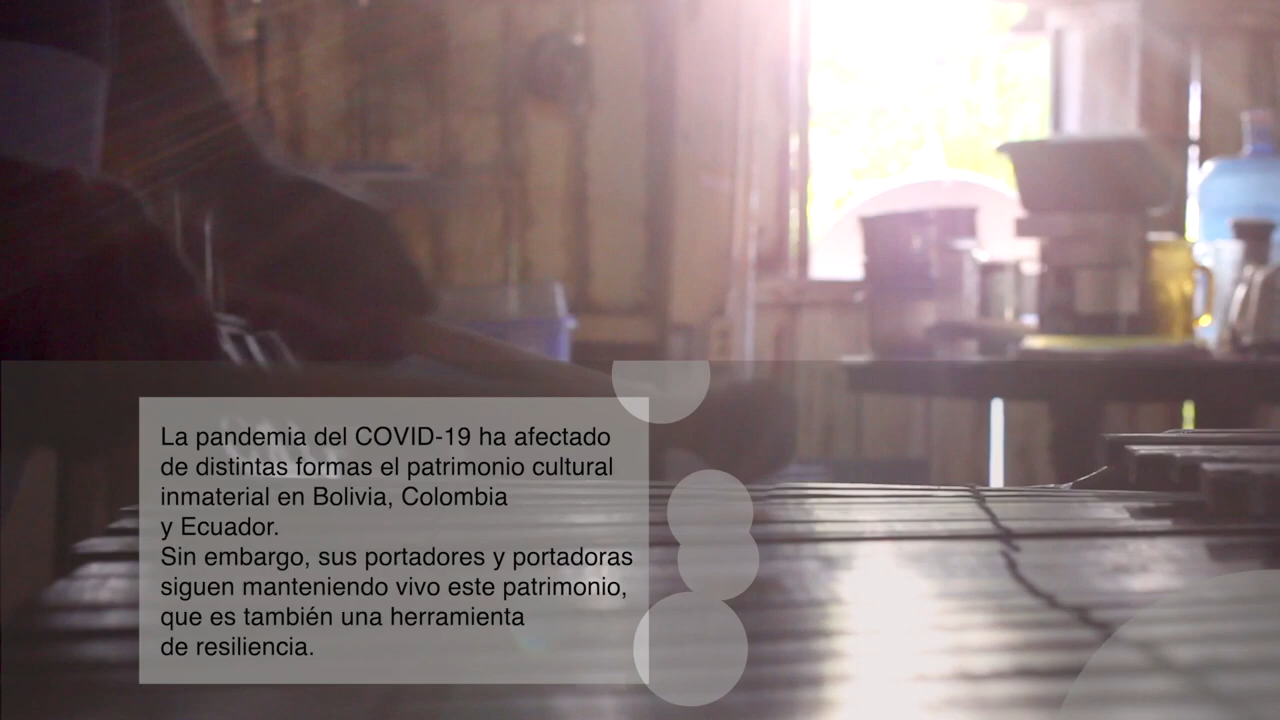 La pandemia del COVID-19 ha afectado
de distintas formas el patrimonio cultural
inmaterial en Bolivia, Colombia
y Ecuador.
Sin embargo, sus portadores y portadoras
siguen manteniendo vivo este patrimonio,
que es también una herramienta
de resiliencia.